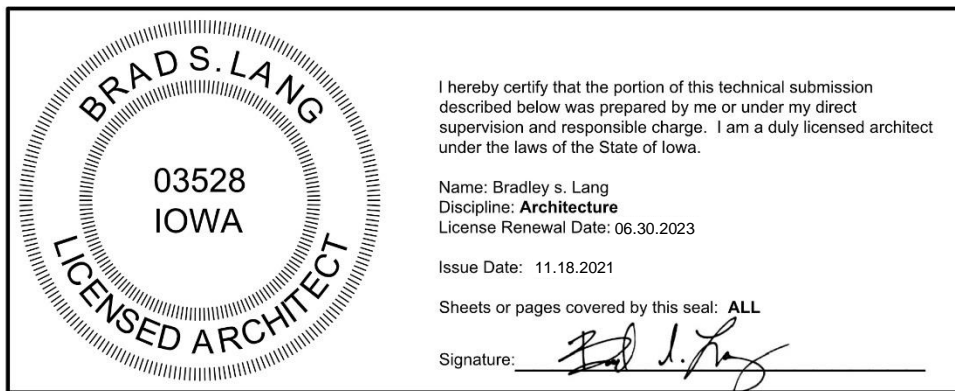 BRAD S. LANG
03528
IOWA
LICENSED ARCHITECT
I hereby certify that the portion of this technical submission
described below was prepared by me or under my direct
supervision and responsible charge. I am a duly licensed architect
under the laws of the State of Iowa.
Name: Bradley s. Lang
Discipline: Architecture
License Renewal Date: 06.30.2023
Issue Date: 11.18.2021
Sheets or pages covered by this seal: ALL
Signature: Brad S. Lang